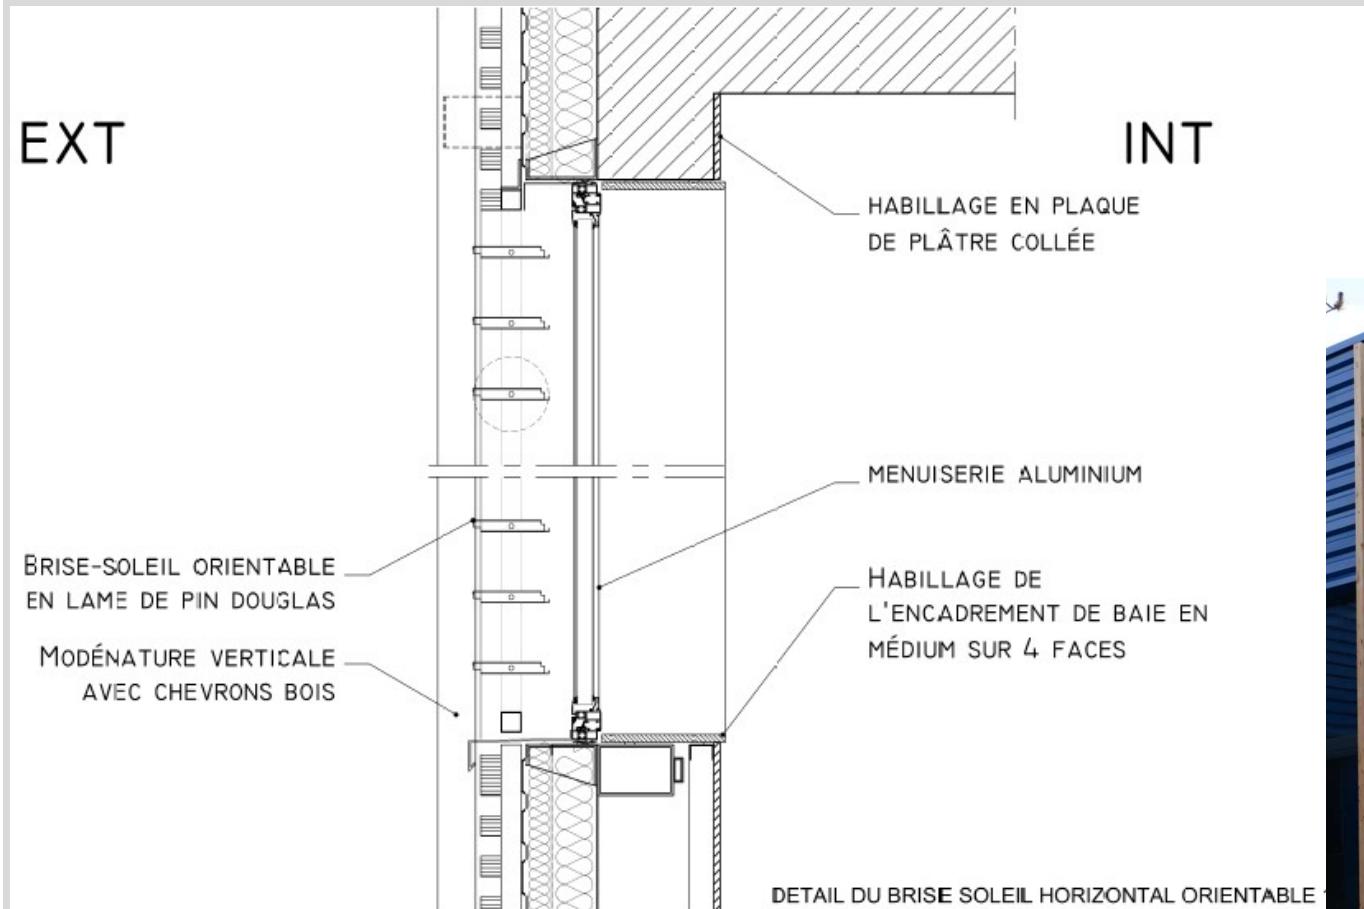 EXT
INT
HABILLAGE EN PLAQUE
DE PLÂTRE COLLÉE
MENUISERIE ALUMINIUM
BRISE-SOLEIL ORIENTABLE
EN LAME DE PIN DOUGLAS
HABILLAGE DE
L'ENCADREMENT DE BAIE EN
MÉDIUM SUR 4 FACES
MODÉNATURE VERTICALE
AVEC CHEVRONS BOIS
DETAIL DU BRISE SOLEIL HORIZONTAL ORIENTABLE